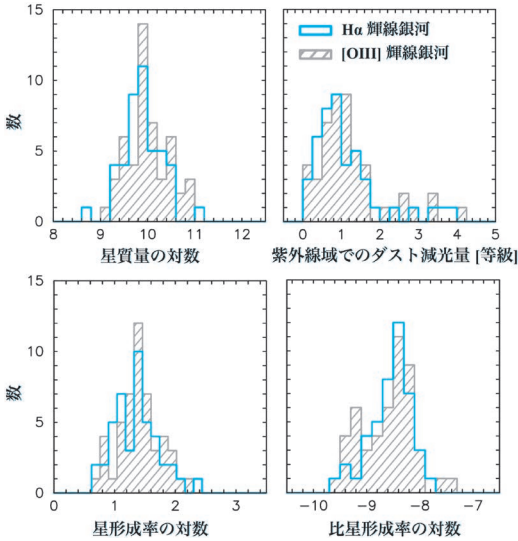 15
10
5
0
数
8 9 10 11 12
星質量の対数
Hα 輝線銀河
[OIII] 輝線銀河
0 1 2 3 4 5
紫外線域でのダスト減光量 [等級]
15
10
5
0
数
0 1 2 3
星形成率の対数
−10 −9 −8 −7
比星形成率の対数